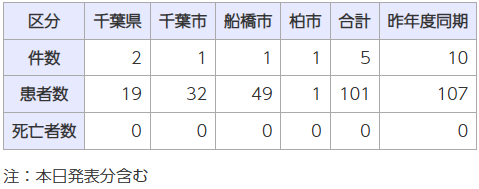 区分 千葉県 千葉市 船橋市 柏市 合計 昨年度同期
件数 2 1 1 1 5 10
患者数 19 32 49 1 101 107
死亡者数 0 0 0 0 0 0
注：本日発表分含む